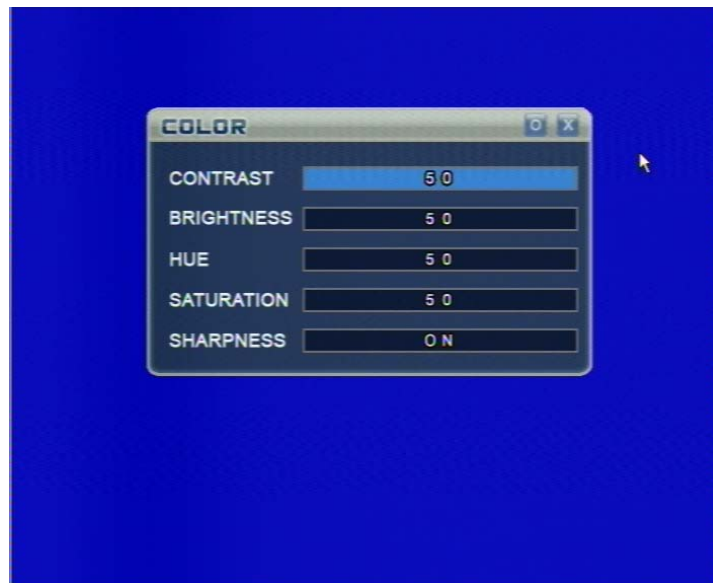 COLOR O X
CONTRAST 50
BRIGHTNESS 50
HUE 50
SATURATION 50
SHARPNESS ON